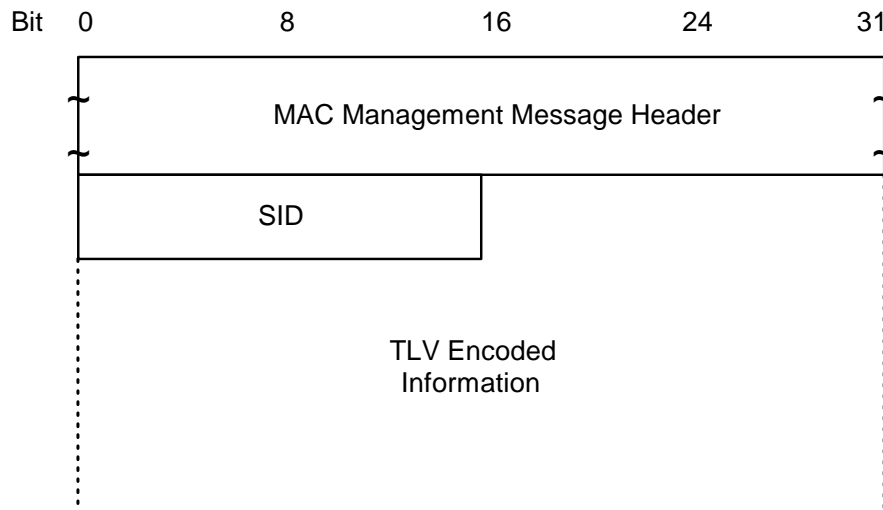 Bit 0 8 16 24 31
MAC Management Message Header
SID
TLV Encoded
Information